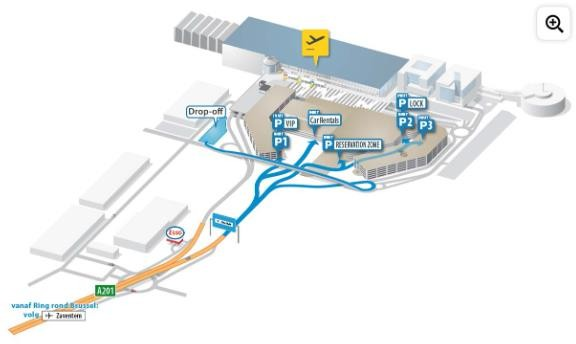 Drop-off
P VIP
Car Rentals
P LOCK
P1
P2
P3
P RESERVATION ZONE
Esso
A201
vanaf Ring rond Brussel:
volg Zaventem